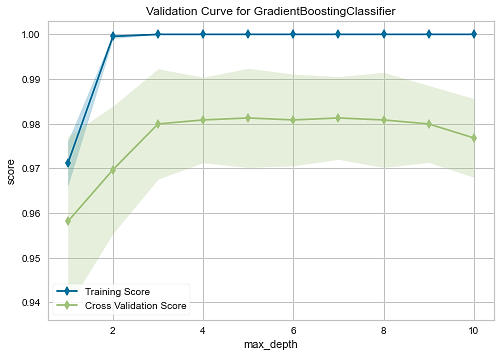 Validation Curve for GradientBoostingClassifier
1.00
0.99
0.98
0.97
0.96
0.95
0.94
score
Training Score
Cross Validation Score
2
4
6
8
10
max_depth